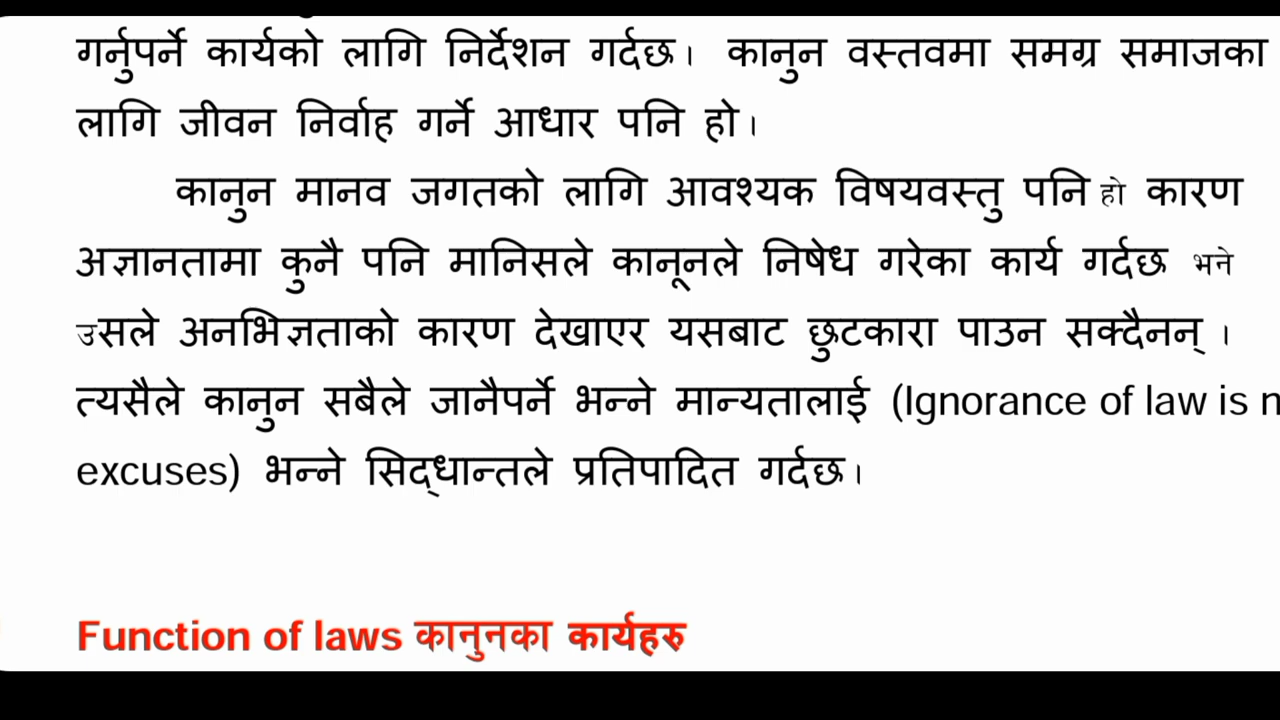 गर्नुपर्ने कार्यको लागि निर्देशन गर्दछ। कानुन वस्तवमा समग्र समाजका
लागि जीवन निर्वाह गर्ने आधार पनि हो।
कानुन मानव जगतको लागि आवश्यक विषयवस्तु पनि हो कारण
अज्ञानतामा कुनै पनि मानिसले कानूनले निषेध गरेका कार्य गर्दछ भने
उसले अनभिज्ञताको कारण देखाएर यसबाट छुटकारा पाउन सक्दैनन् ।
त्यसैले कानुन सबैले जानैपर्ने भन्ने मान्यतालाई (Ignorance of law is n
excuses) भन्ने सिद्धान्तले प्रतिपादित गर्दछ।
Function of laws कानुनका कार्यहरु